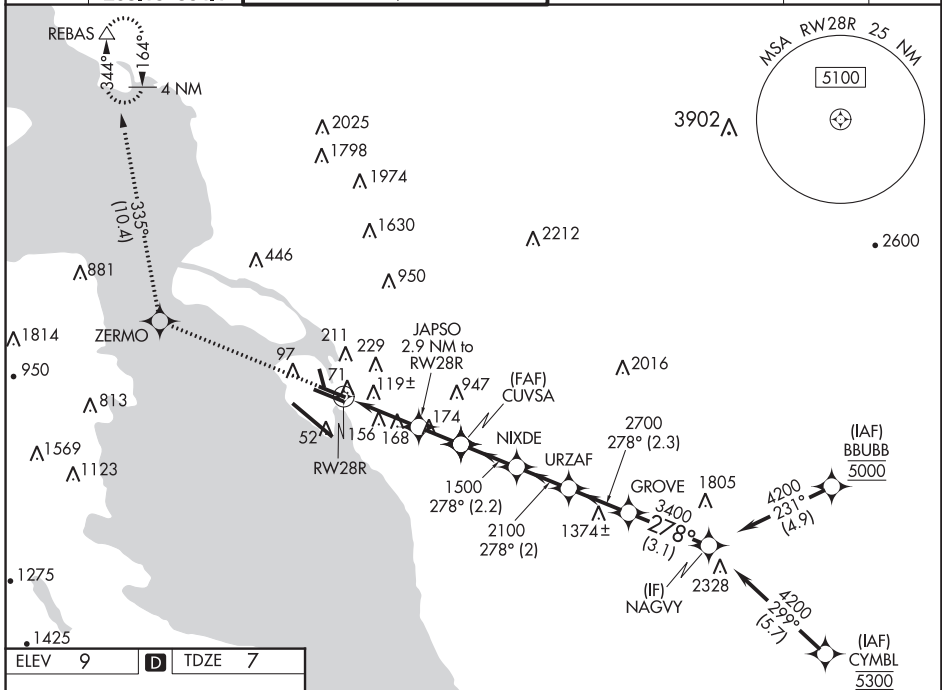 REBAS
344°
164°
4 NM
MSA RW28R 25 NM
5100
3902
2025
1798
1974
1630
2212
2600
446
950
881
335°
(10.4)
ZERMO
1814
950
813
1569
1123
1275
1425
97
211
229
71
119±
947
2016
JAPSO
2.9 NM to
RW28R
(FAF)
CUVSA
174
52
156
168
RW28R
NIXDE
URZAF
2700
278° (2.3)
1500
278° (2.2)
2100
278° (2)
1374±
GROVE
3400
278°
(3.1)
1805
(IAF)
BBUBB
5000
4200
231°
(4.9)
2328
(IF)
NAGVY
4200
299°
(5.7)
(IAF)
CYMBL
5300
ELEV 9 D TDZE 7